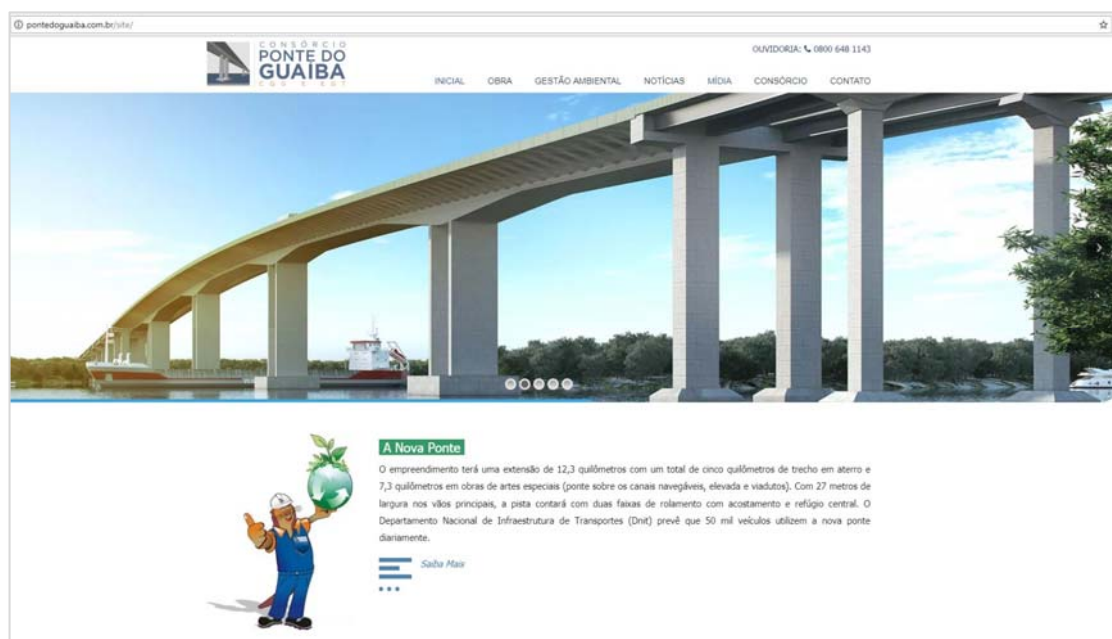 pontedoguaiba.com.br/site/
CONSÓRCIO
PONTE DO
GUAÍBA
OUVIDORIA: 0800 648 1143
INICIAL OBRA GESTÃO AMBIENTAL NOTÍCIAS MÍDIA CONSÓRCIO CONTATO
A Nova Ponte
O empreendimento terá uma extensão de 12,3 quilômetros com um total de cinco quilômetros de trecho em aterro e
7,3 quilômetros em obras de artes especiais (ponte sobre os canais navegáveis, elevada e viadutos). Com 27 metros de
largura nos vãos principais, a pista contará com duas faixas de rolamento com acostamento e refúgio central. O
Departamento Nacional de Infraestrutura de Transportes (Dnit) prevê que 50 mil veículos utilizem a nova ponte
diariamente.
Saiba Mais